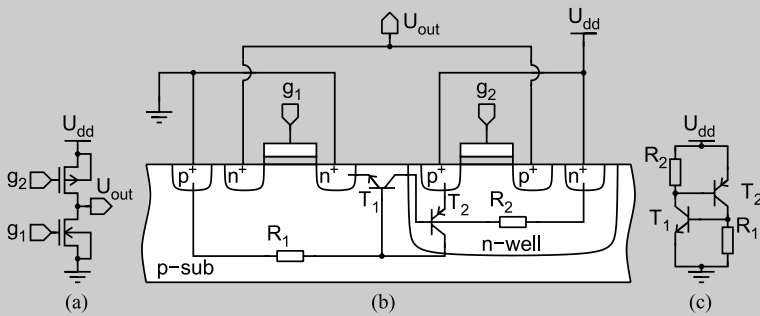 U_dd
g_2
U_out
g_1
(a)
U_out
U_dd
g_1
g_2
p+
n+
n+
p+
p+
n+
T_1
T_2
R_2
R_1
n-well
p-sub
(b)
U_dd
R_2
T_2
T_1
R_1
(c)